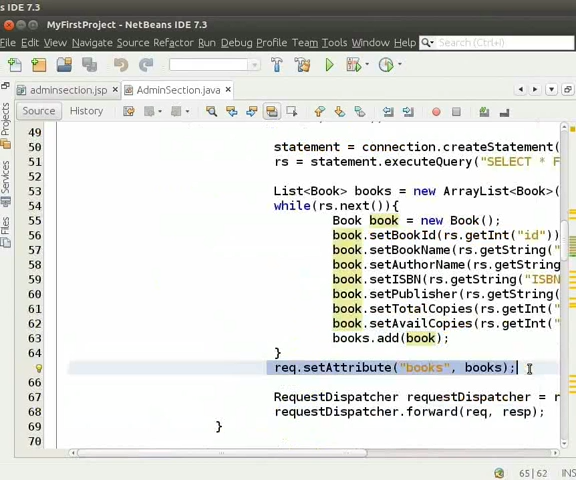 s IDE 7.3
MyFirstProject - NetBeans IDE 7.3
File Edit View Navigate Source Refactor Run Debug Profile Team Tools Window Help Search (Ctrl+I)
adminsection.jsp AdminSection.java
Source History
Projects
Services
Files
49
50 statement = connection.createStatement(
51 rs = statement.executeQuery("SELECT * F
52
53 List<Book> books = new ArrayList<Book>(
54 while(rs.next()){
55 Book book = new Book();
56 book.setBookId(rs.getInt("id"))
57 book.setBookName(rs.getString("
58 book.setAuthorName(rs.getString
59 book.setISBN(rs.getString("ISBN
60 book.setPublisher(rs.getString(
61 book.setTotalCopies(rs.getInt("
62 book.setAvailCopies(rs.getInt("
63 books.add(book);
64 }
req.setAttribute("books", books);
66
67 RequestDispatcher requestDispatcher = r
68 requestDispatcher.forward(req, resp);
69 }
70
65 | 62 INS